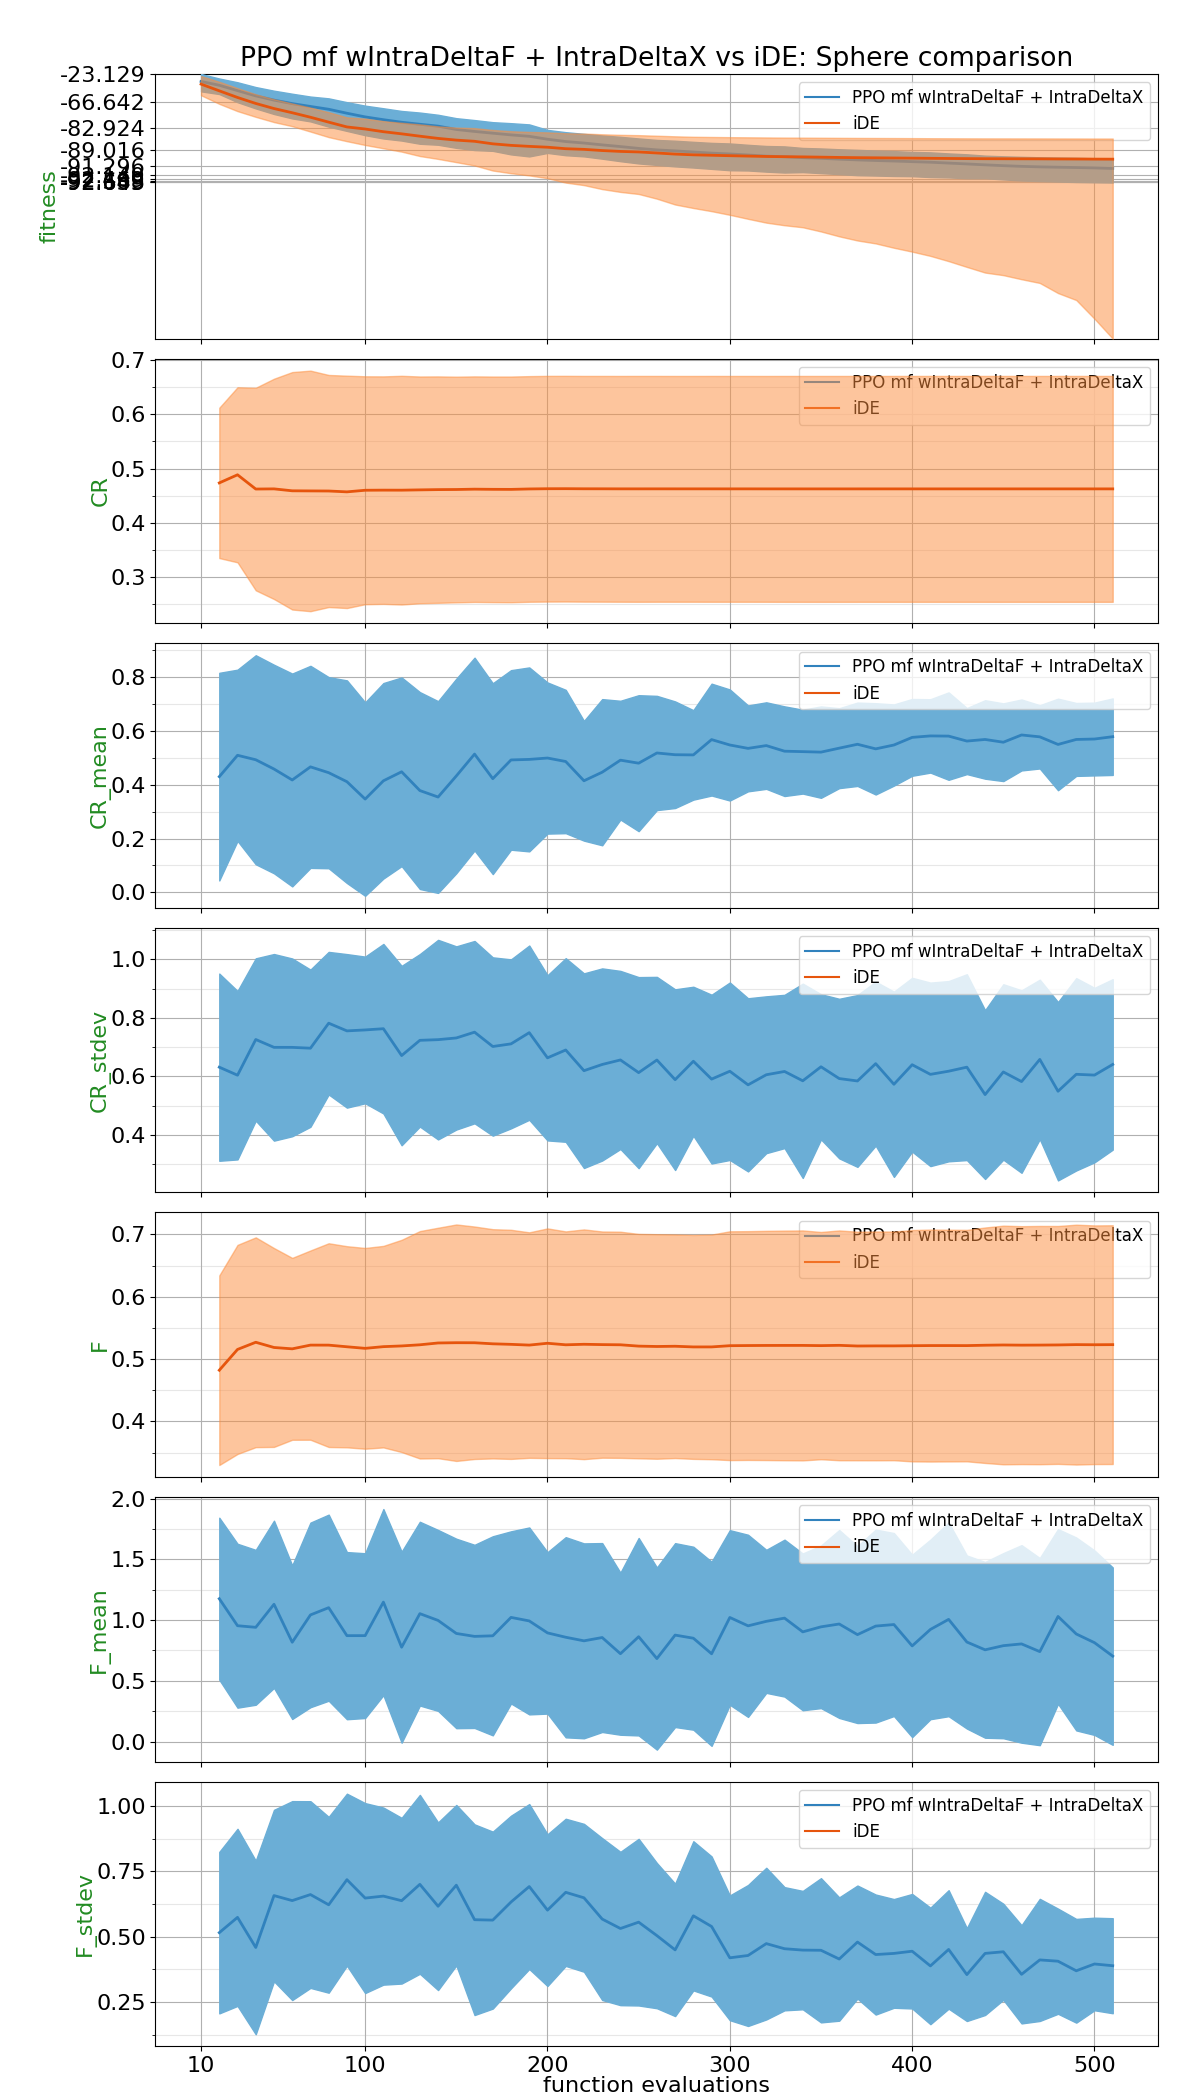 PPO mf wIntraDeltaF + IntraDeltaX vs iDE: Sphere comparison
-23.129
-66.642
-82.924
-89.016
-91.296
fitness
PPO mf wIntraDeltaF + IntraDeltaX
iDE
0.7
0.6
0.5
0.4
0.3
CR
PPO mf wIntraDeltaF + IntraDeltaX
iDE
0.8
0.6
0.4
0.2
0.0
CR_mean
PPO mf wIntraDeltaF + IntraDeltaX
iDE
1.0
0.8
0.6
0.4
CR_stdev
PPO mf wIntraDeltaF + IntraDeltaX
iDE
0.7
0.6
0.5
0.4
F
PPO mf wIntraDeltaF + IntraDeltaX
iDE
2.0
1.5
1.0
0.5
0.0
F_mean
PPO mf wIntraDeltaF + IntraDeltaX
iDE
1.00
0.75
0.50
0.25
F_stdev
PPO mf wIntraDeltaF + IntraDeltaX
iDE
10 100 200 300 400 500
function evaluations